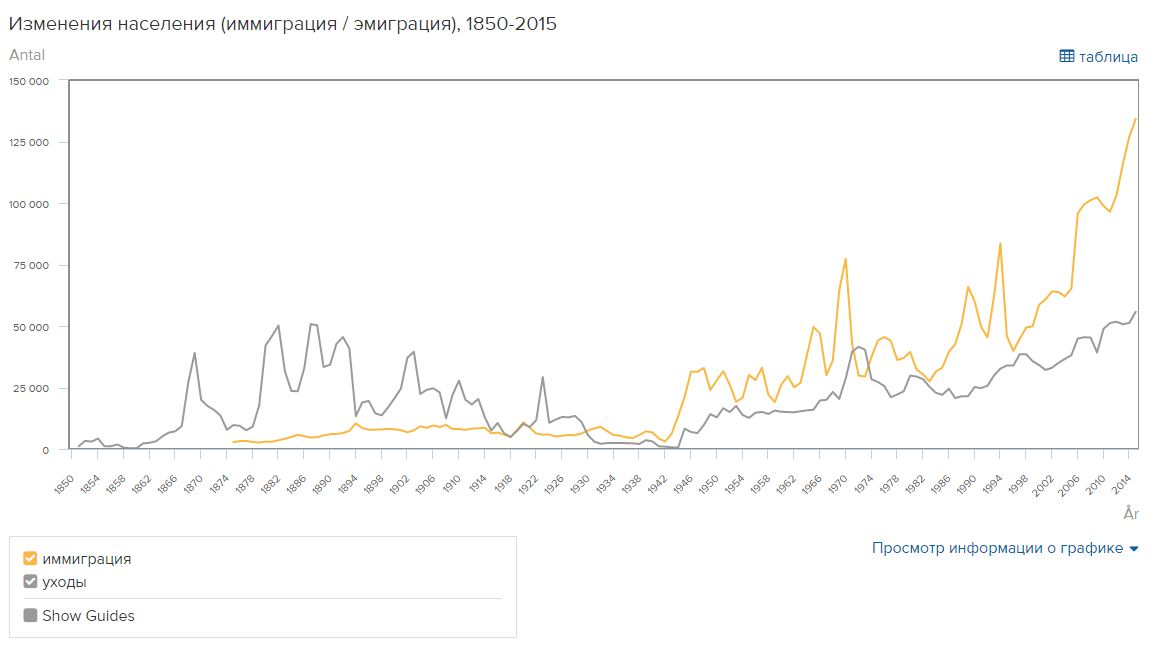 Изменения населения (иммиграция / эмиграция), 1850-2015
Antal
таблица
150 000
125 000
100 000
75 000
50 000
25 000
0
1850 1854 1858 1862 1866 1870 1874 1878 1882 1886 1890 1894 1898 1902 1906 1910 1914 1918 1922 1926 1930 1934 1938 1942 1946 1950 1954 1958 1962 1966 1970 1974 1978 1982 1986 1990 1994 1998 2002 2006 2010 2014
År
Просмотр информации о графике
иммиграция
уходы
Show Guides